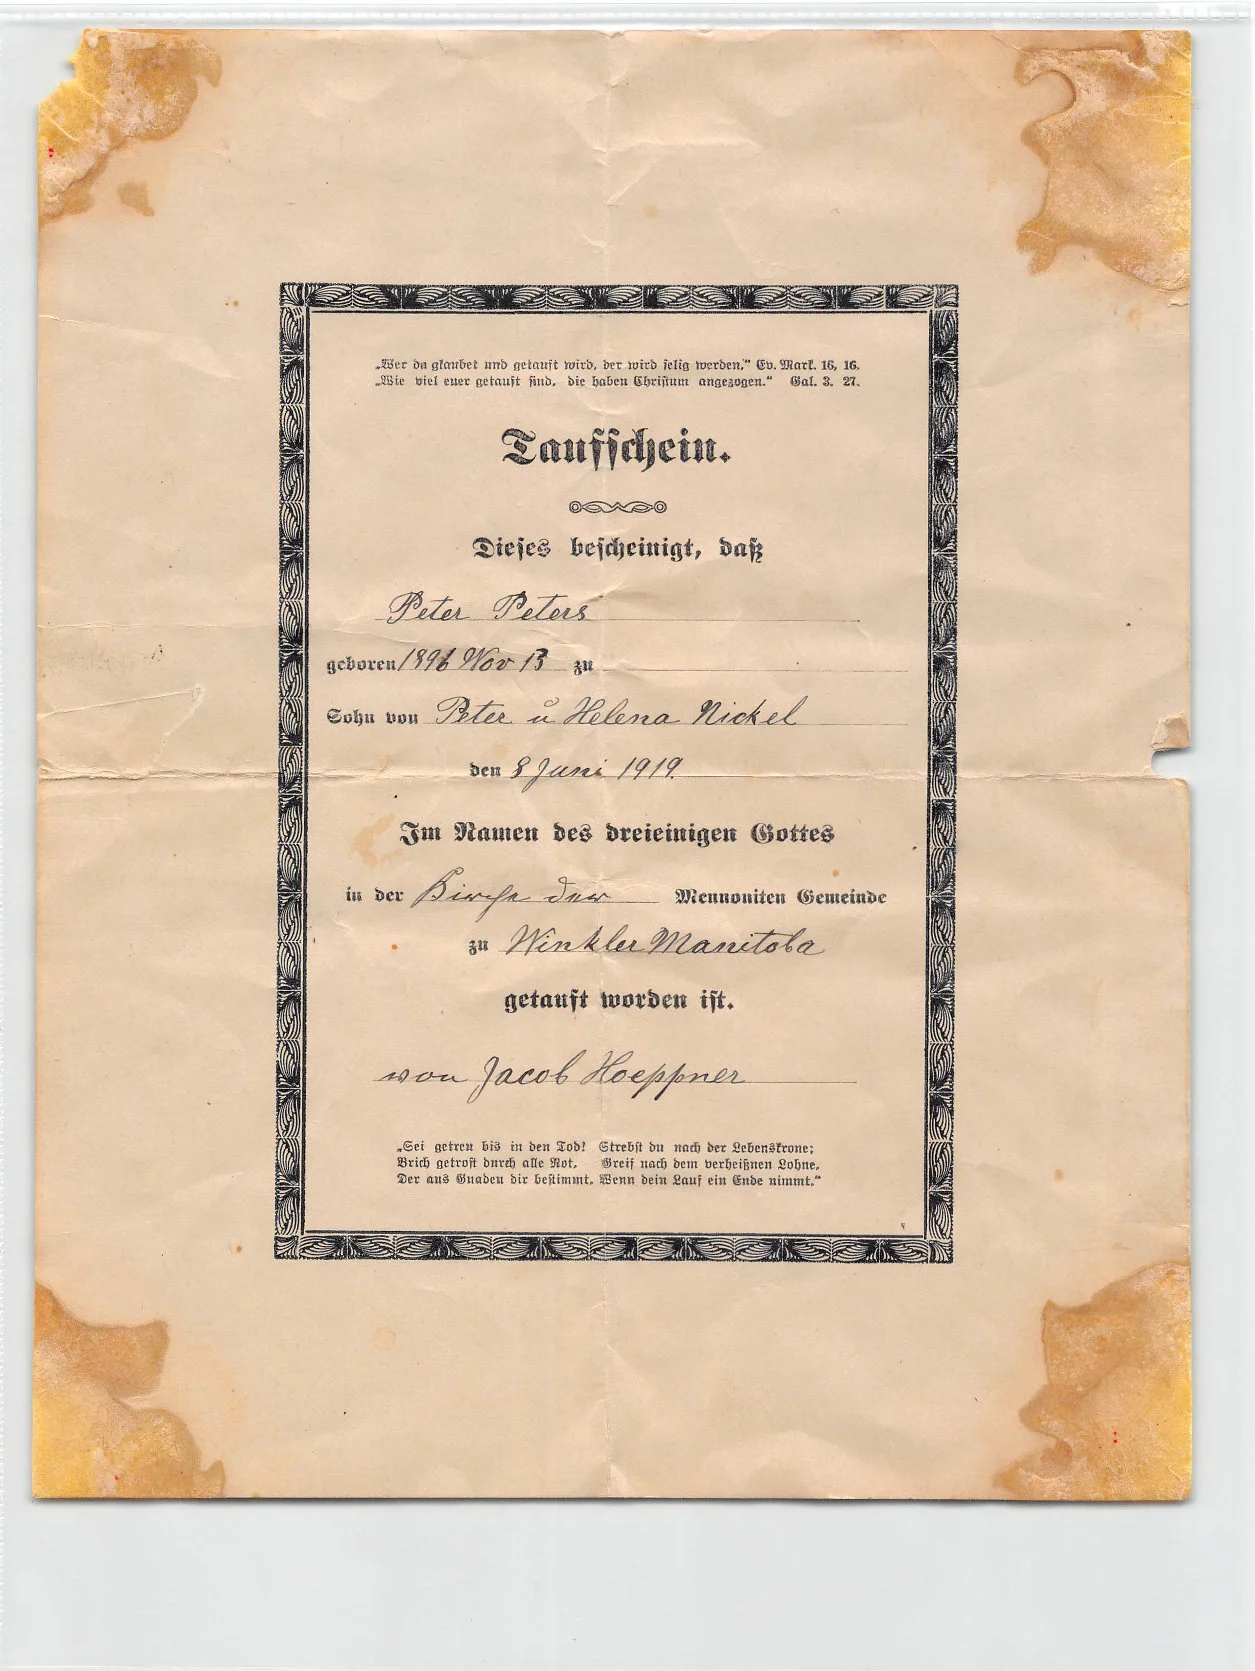 „Wer da glaubet und getauft wird, der wird selig werden.“ Ev. Mark. 16, 16.
„Wie viel euer getauft sind, die haben Christum angezogen.“ Gal. 3. 27.
Taufschein.
Dieses bescheinigt, daß
Peter Peters
geboren 1896 Nov 13 zu
Sohn von Peter u Helena Nickel
den 8 Juni 1919.
Im Namen des dreieinigen Gottes
in der Kirche der Mennoniten Gemeinde
zu Winkler Manitoba
getauft worden ist.
von Jacob Hoeppner
„Sei getreu bis in den Tod! Strebst du nach der Lebenskrone;
Brich getrost durch alle Not, Greif nach dem verheißnen Lohne,
Der aus Gnaden dir bestimmt, Wenn dein Lauf ein Ende nimmt.“